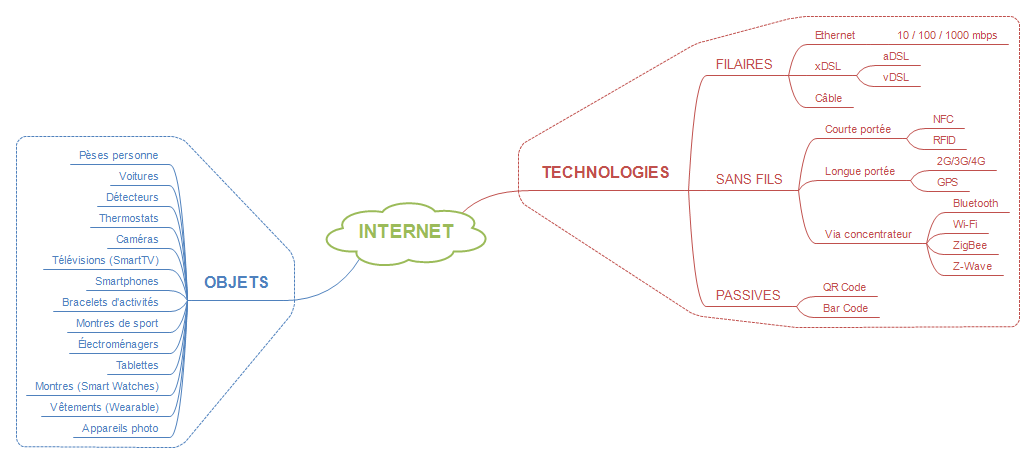 INTERNET
OBJETS
Pèses personne
Voitures
Détecteurs
Thermostats
Caméras
Télévisions (SmartTV)
Smartphones
Bracelets d'activités
Montres de sport
Électroménagers
Tablettes
Montres (Smart Watches)
Vêtements (Wearable)
Appareils photo
TECHNOLOGIES
FILAIRES
Ethernet 10 / 100 / 1000 mbps
xDSL
aDSL
vDSL
Câble
SANS FILS
Courte portée
NFC
RFID
Longue portée
2G/3G/4G
GPS
Via concentrateur
Bluetooth
Wi-Fi
ZigBee
Z-Wave
PASSIVES
QR Code
Bar Code